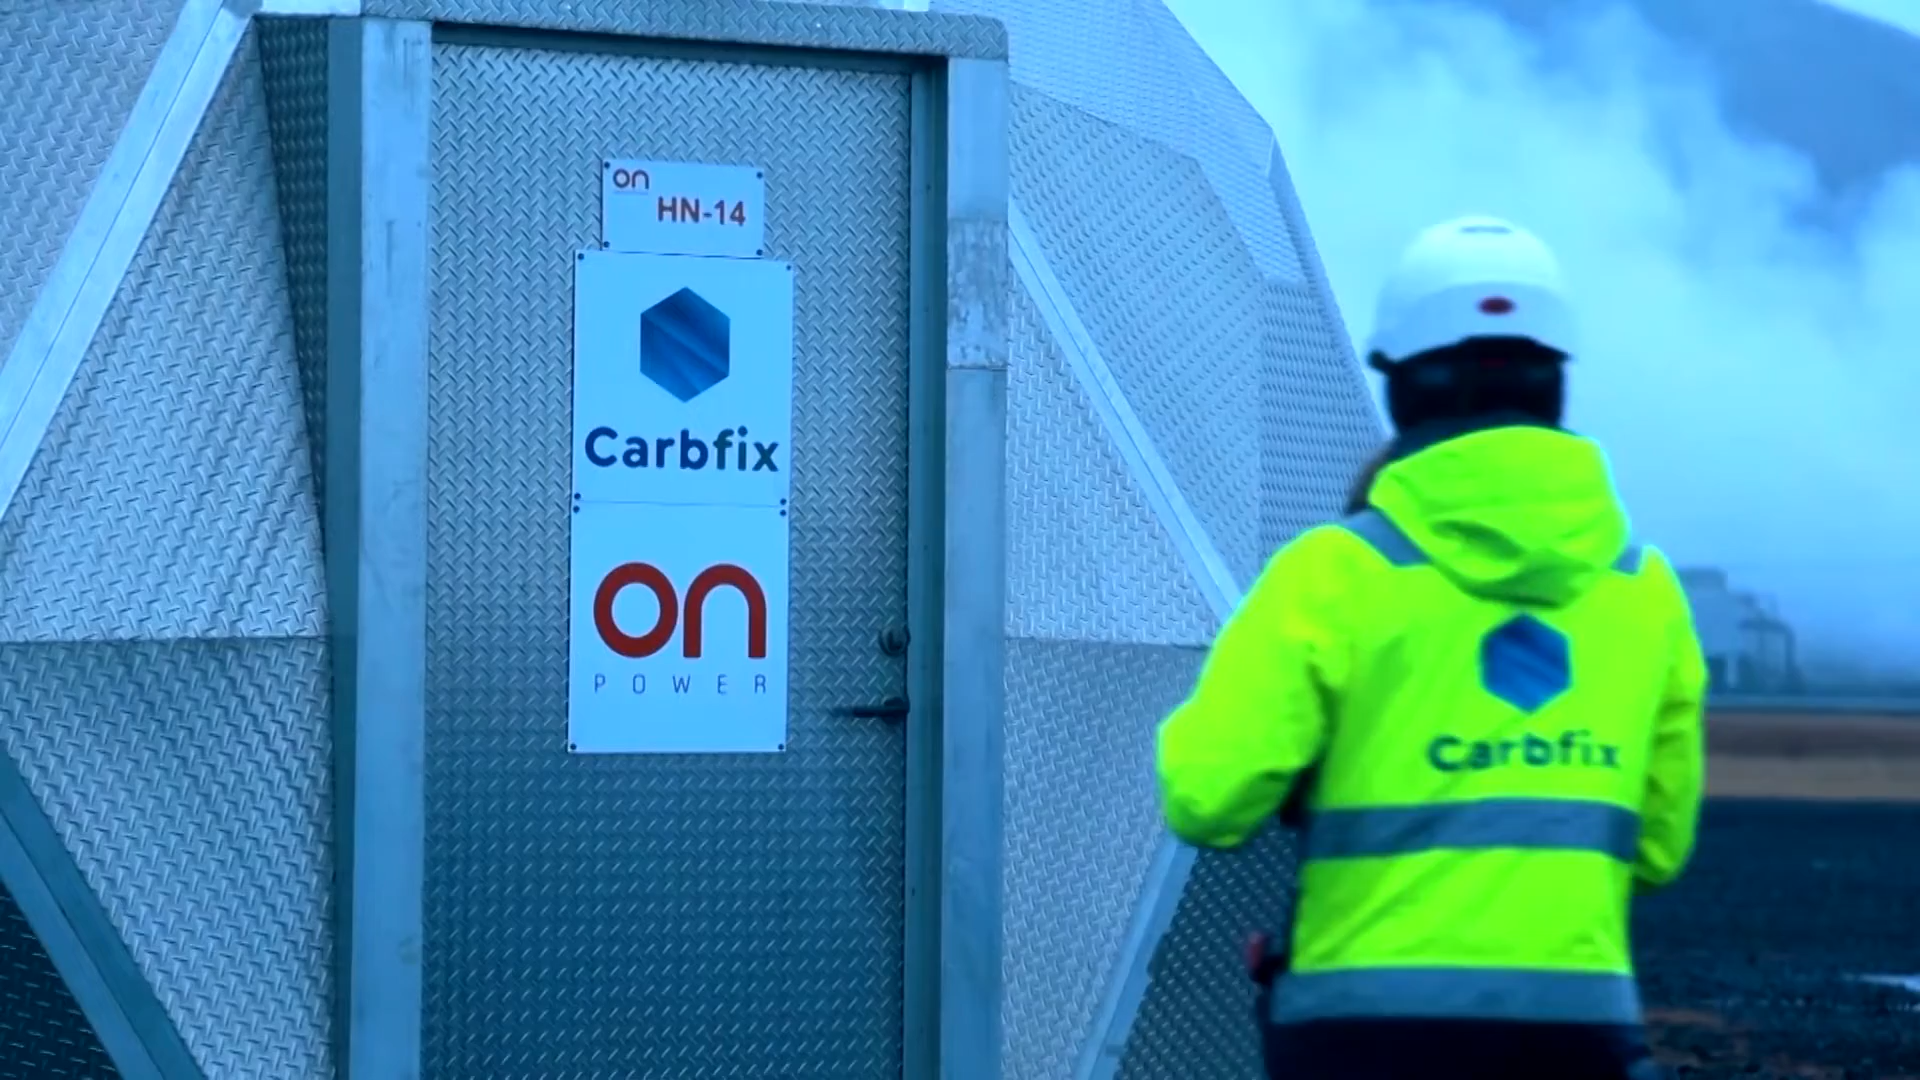 on
HN-14
Carbfix
on
POWER
Carbfix